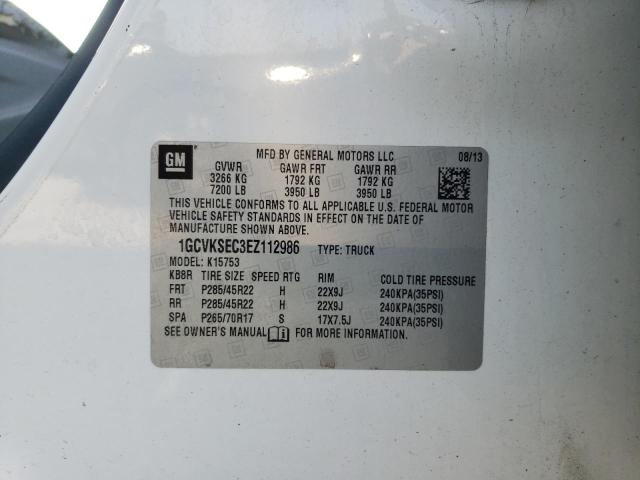 GM
MFD BY GENERAL MOTORS LLC 08/13
GVWR GAWR FRT GAWR RR
3266 KG 1792 KG 1792 KG
7200 LB 3950 LB 3950 LB
THIS VEHICLE CONFORMS TO ALL APPLICABLE U.S. FEDERAL MOTOR
VEHICLE SAFETY STANDARDS IN EFFECT ON THE DATE OF
MANUFACTURE SHOWN ABOVE.
1GCVKSEC3EZ112986 TYPE: TRUCK
MODEL: K15753
KB8R TIRE SIZE SPEED RTG RIM COLD TIRE PRESSURE
FRT P285/45R22 H 22X9J 240KPA(35PSI)
RR P285/45R22 H 22X9J 240KPA(35PSI)
SPA P265/70R17 S 17X7.5J 240KPA(35PSI)
SEE OWNER'S MANUAL FOR MORE INFORMATION.